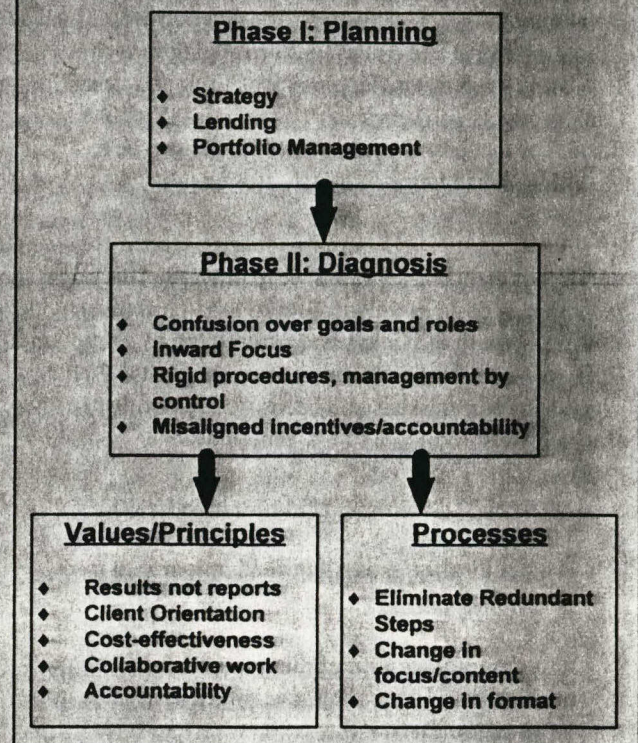 Phase I: Planning
♦ Strategy
♦ Lending
♦ Portfolio Management
Phase II: Diagnosis
♦ Confusion over goals and roles
♦ Inward Focus
♦ Rigid procedures, management by
control
♦ Misaligned incentives/accountability
Values/Principles
♦ Results not reports
♦ Client Orientation
♦ Cost-effectiveness
♦ Collaborative work
♦ Accountability
Processes
♦ Eliminate Redundant
Steps
♦ Change in
focus/content
♦ Change in format